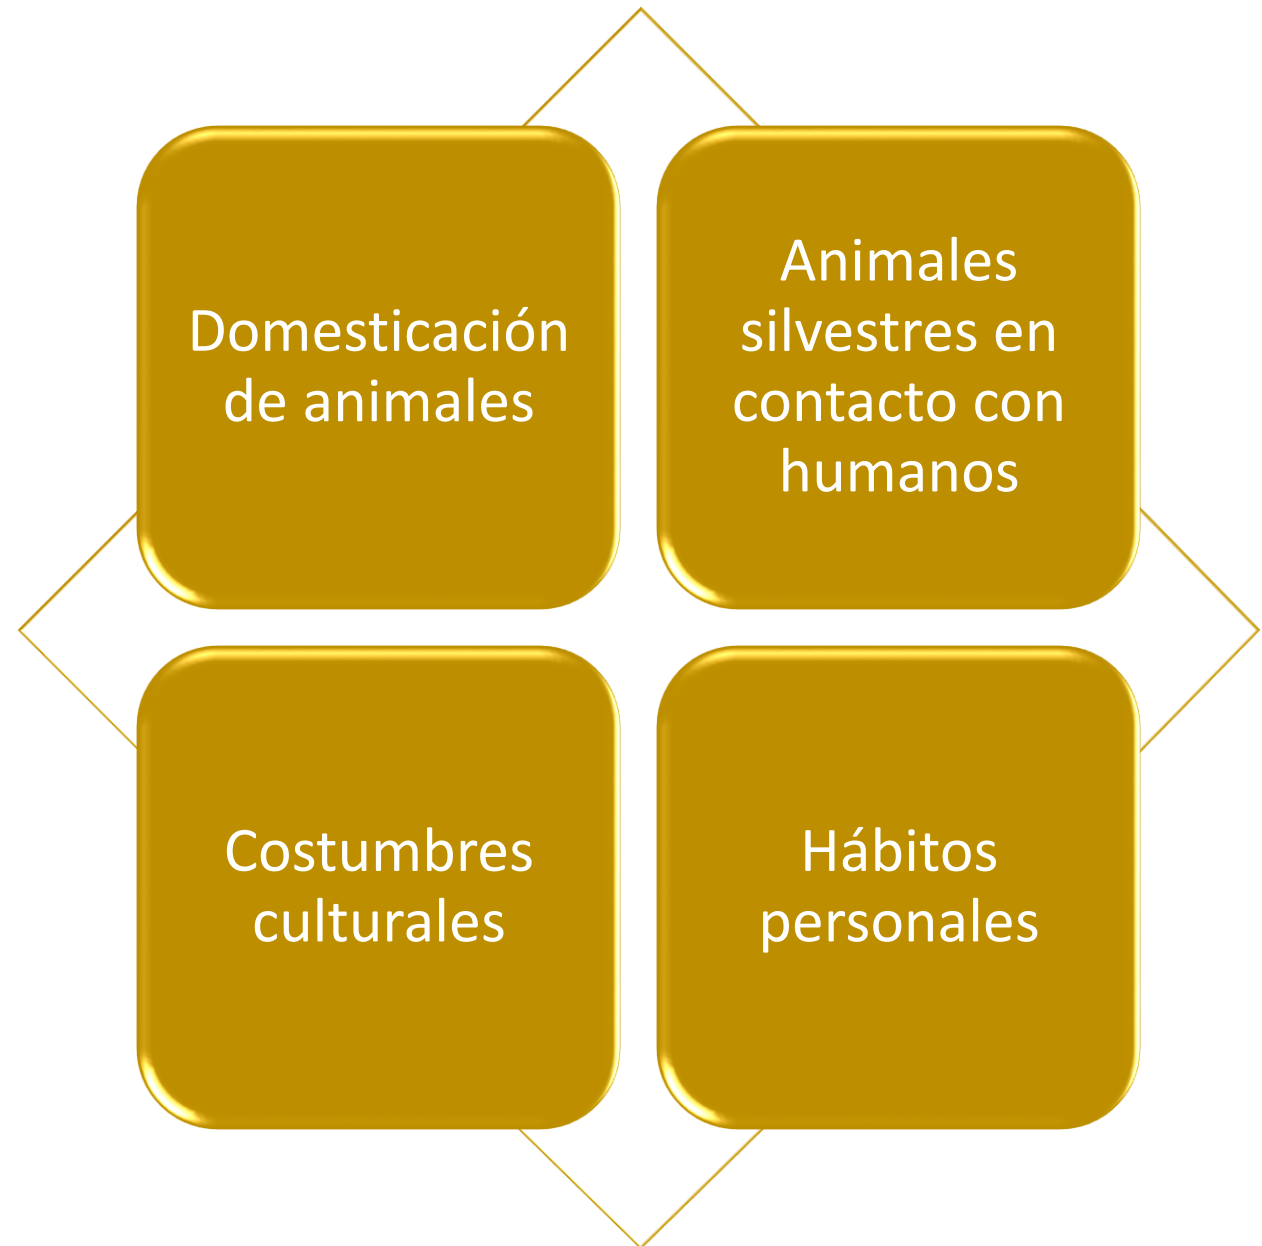 Domesticación
de animales
Animales
silvestres en
contacto con
humanos
Costumbres
culturales
Hábitos
personales